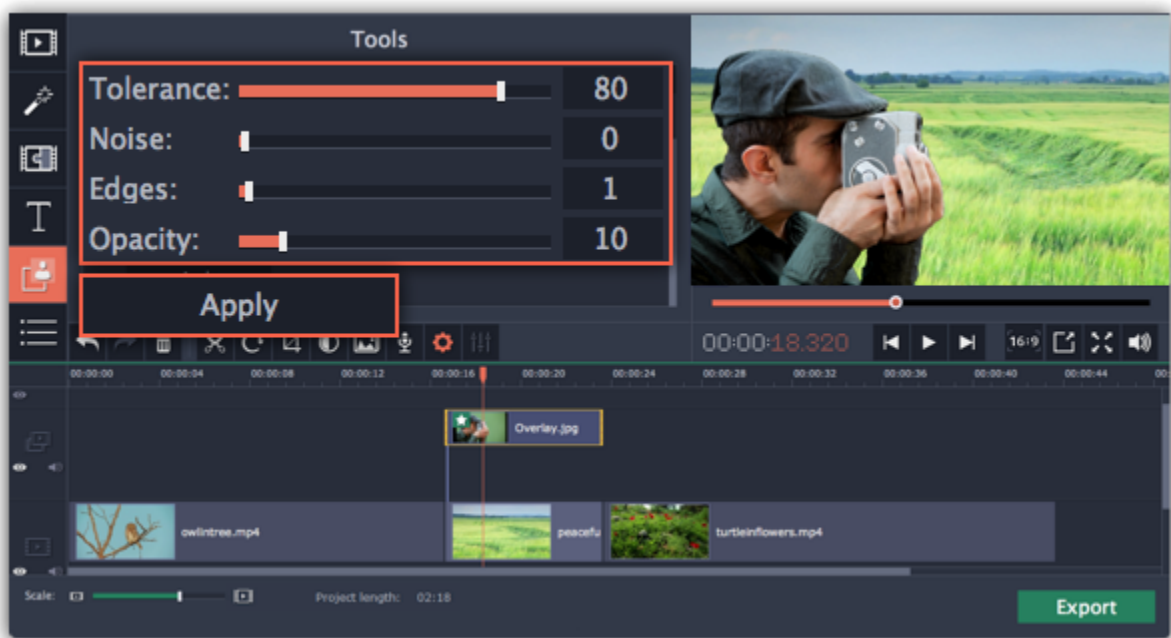 Tools
Tolerance: 80
Noise: 0
Edges: 1
Opacity: 10
Apply
T
00:00:18.320
16:9
00:00:00 00:00:04 00:00:08 00:00:12 00:00:16 00:00:20 00:00:24 00:00:28 00:00:32 00:00:36 00:00:40 00:00:44 00:
Overlay.jpg
owlintree.mp4 peacefu turtleinflowers.mp4
Scale: Project length: 02:18
Export